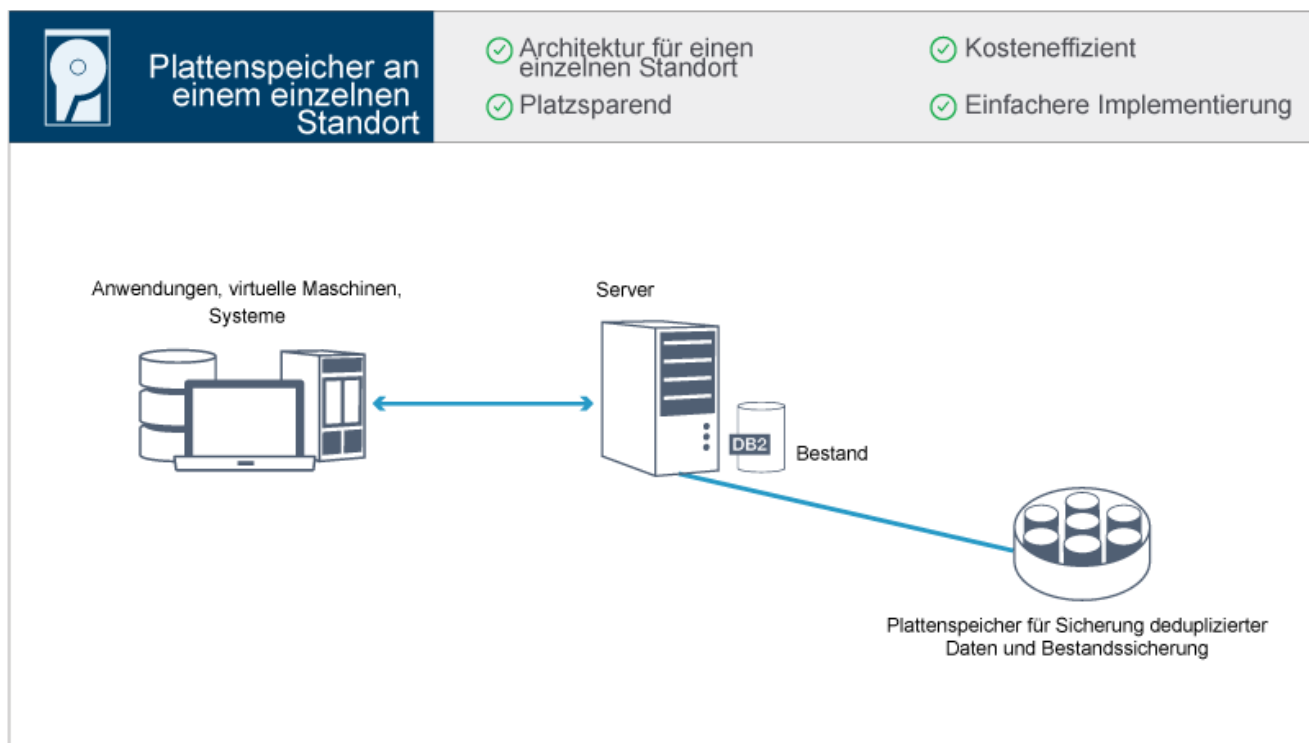 Plattenspeicher an
einem einzelnen
Standort
Architektur für einen
einzelnen Standort
Platzsparend
Kosteneffizient
Einfachere Implementierung
Anwendungen, virtuelle Maschinen,
Systeme
Server
DB2
Bestand
Plattenspeicher für Sicherung deduplizierter
Daten und Bestandssicherung